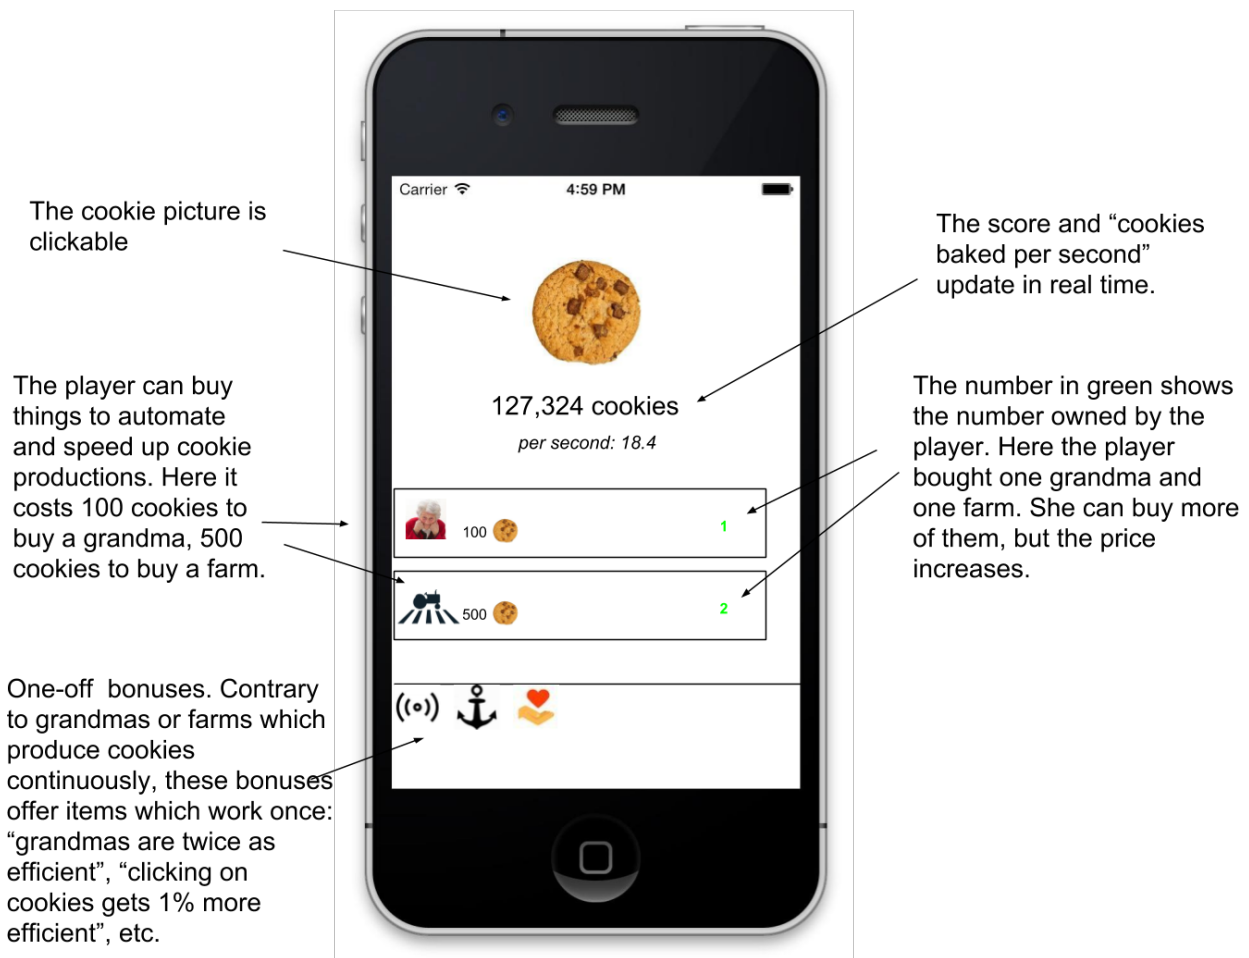 Carrier
4:59 PM
The cookie picture is
clickable
The score and “cookies
baked per second”
update in real time.
127,324 cookies
per second: 18.4
The player can buy
things to automate
and speed up cookie
productions. Here it
costs 100 cookies to
buy a grandma, 500
cookies to buy a farm.
The number in green shows
the number owned by the
player. Here the player
bought one grandma and
one farm. She can buy more
of them, but the price
increases.
100
1
500
2
One-off  bonuses. Contrary
to grandmas or farms which
produce cookies
continuously, these bonuses
offer items which work once:
“grandmas are twice as
efficient”, “clicking on
cookies gets 1% more
efficient”, etc.